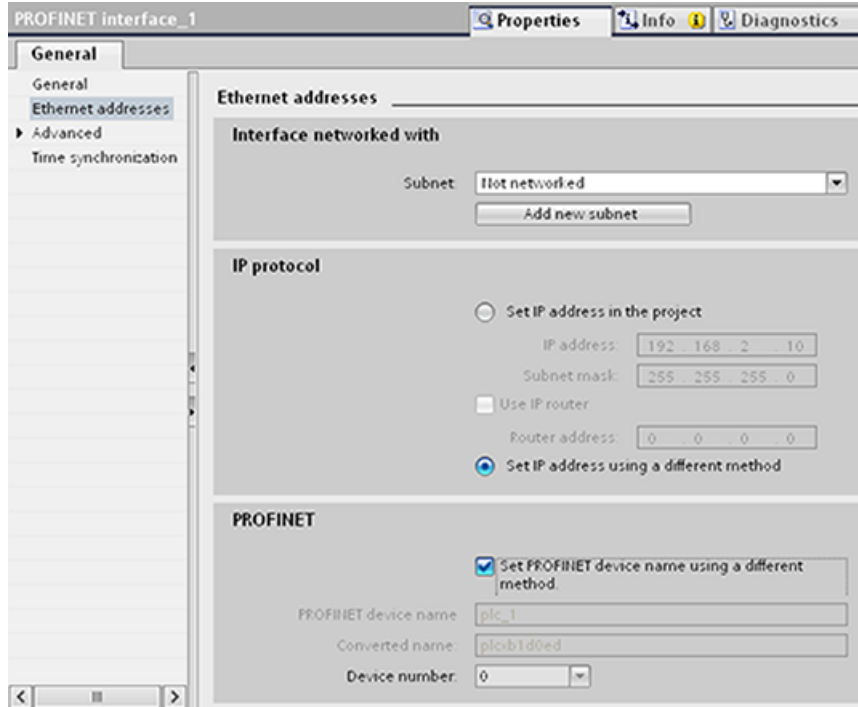 PROFINET interface_1
Properties
Info
Diagnostics
General
General
Ethernet addresses
Advanced
Time synchronization
Ethernet addresses
Interface networked with
Subnet: Not networked
Add new subnet
IP protocol
Set IP address in the project
IP address: 192 . 168 . 2 . 10
Subnet mask: 255 . 255 . 255 . 0
Use IP router
Router address: 0 . 0 . 0 . 0
Set IP address using a different method
PROFINET
Set PROFINET device name using a different
method.
PROFINET device name plc_1
Converted name: plcxb1d0ed
Device number: 0